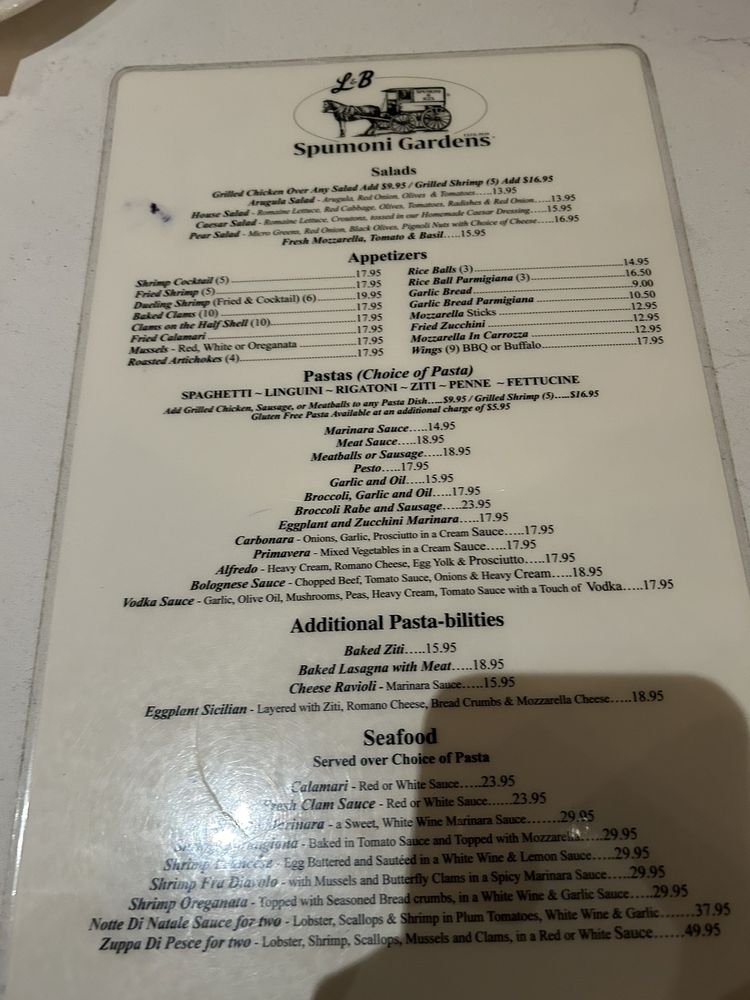 L&B
Spumoni Gardens
Salads
Grilled Chicken Over Any Salad Add $9.95 / Grilled Shrimp (5) Add $16.95
Arugula Salad - Arugula, Red Onion, Olives & Tomatoes.....13.95
House Salad - Romaine Lettuce, Red Cabbage, Olives, Tomatoes, Radishes & Red Onion.....13.95
Caesar Salad - Romaine Lettuce, Croutons, tossed in our Homemade Caesar Dressing.....15.95
Pear Salad - Micro Greens, Red Onion, Black Olives, Pignoli Nuts with Choice of Cheese.....16.95
Fresh Mozzarella, Tomato & Basil.....15.95
Appetizers
Shrimp Cocktail (5) 17.95
Fried Shrimp (5) 17.95
Dueling Shrimp (Fried & Cocktail) (6) 19.95
Baked Clams (10) 17.95
Clams on the Half Shell (10) 17.95
Fried Calamari 17.95
Mussels - Red, White or Oreganata 17.95
Roasted Artichokes (4) 17.95
Rice Balls (3) 14.95
Rice Ball Parmigiana (3) 16.50
Garlic Bread 9.00
Garlic Bread Parmigiana 10.50
Mozzarella Sticks 12.95
Fried Zucchini 12.95
Mozzarella In Carrozza 12.95
Wings (9) BBQ or Buffalo 17.95
Pastas (Choice of Pasta)
SPAGHETTI ~ LINGUINI ~ RIGATONI ~ ZITI ~ PENNE ~ FETTUCINE
Add Grilled Chicken, Sausage, or Meatballs to any Pasta Dish.....$9.95 / Grilled Shrimp (5).....$16.95
Gluten Free Pasta Available at an additional charge of $5.95
Marinara Sauce.....14.95
Meat Sauce.....18.95
Meatballs or Sausage.....18.95
Pesto.....17.95
Garlic and Oil.....15.95
Broccoli, Garlic and Oil.....17.95
Broccoli Rabe and Sausage.....23.95
Eggplant and Zucchini Marinara.....17.95
Carbonara - Onions, Garlic, Prosciutto in a Cream Sauce.....17.95
Primavera - Mixed Vegetables in a Cream Sauce.....17.95
Alfredo - Heavy Cream, Romano Cheese, Egg Yolk & Prosciutto.....17.95
Bolognese Sauce - Chopped Beef, Tomato Sauce, Onions & Heavy Cream.....18.95
Vodka Sauce - Garlic, Olive Oil, Mushrooms, Peas, Heavy Cream, Tomato Sauce with a Touch of Vodka.....17.95
Additional Pasta-bilities
Baked Ziti.....15.95
Baked Lasagna with Meat.....18.95
Cheese Ravioli - Marinara Sauce.....15.95
Eggplant Sicilian - Layered with Ziti, Romano Cheese, Bread Crumbs & Mozzarella Cheese.....18.95
Seafood
Served over Choice of Pasta
Calamari - Red or White Sauce.....23.95
Fresh Clam Sauce - Red or White Sauce......23.95
Marinara - a Sweet, White Wine Marinara Sauce.......29.95
- Baked in Tomato Sauce and Topped with Mozzarella.....29.95
Shrimp Francese - Egg Battered and Sautéed in a White Wine & Lemon Sauce.....29.95
Shrimp Fra Diavolo - with Mussels and Butterfly Clams in a Spicy Marinara Sauce.....29.95
Shrimp Oreganata - Topped with Seasoned Bread crumbs, in a White Wine & Garlic Sauce.....29.95
Notte Di Natale Sauce for two - Lobster, Scallops & Shrimp in Plum Tomatoes, White Wine & Garlic.......37.95
Zuppa Di Pesce for two - Lobster, Shrimp, Scallops, Mussels and Clams, in a Red or White Sauce......49.95